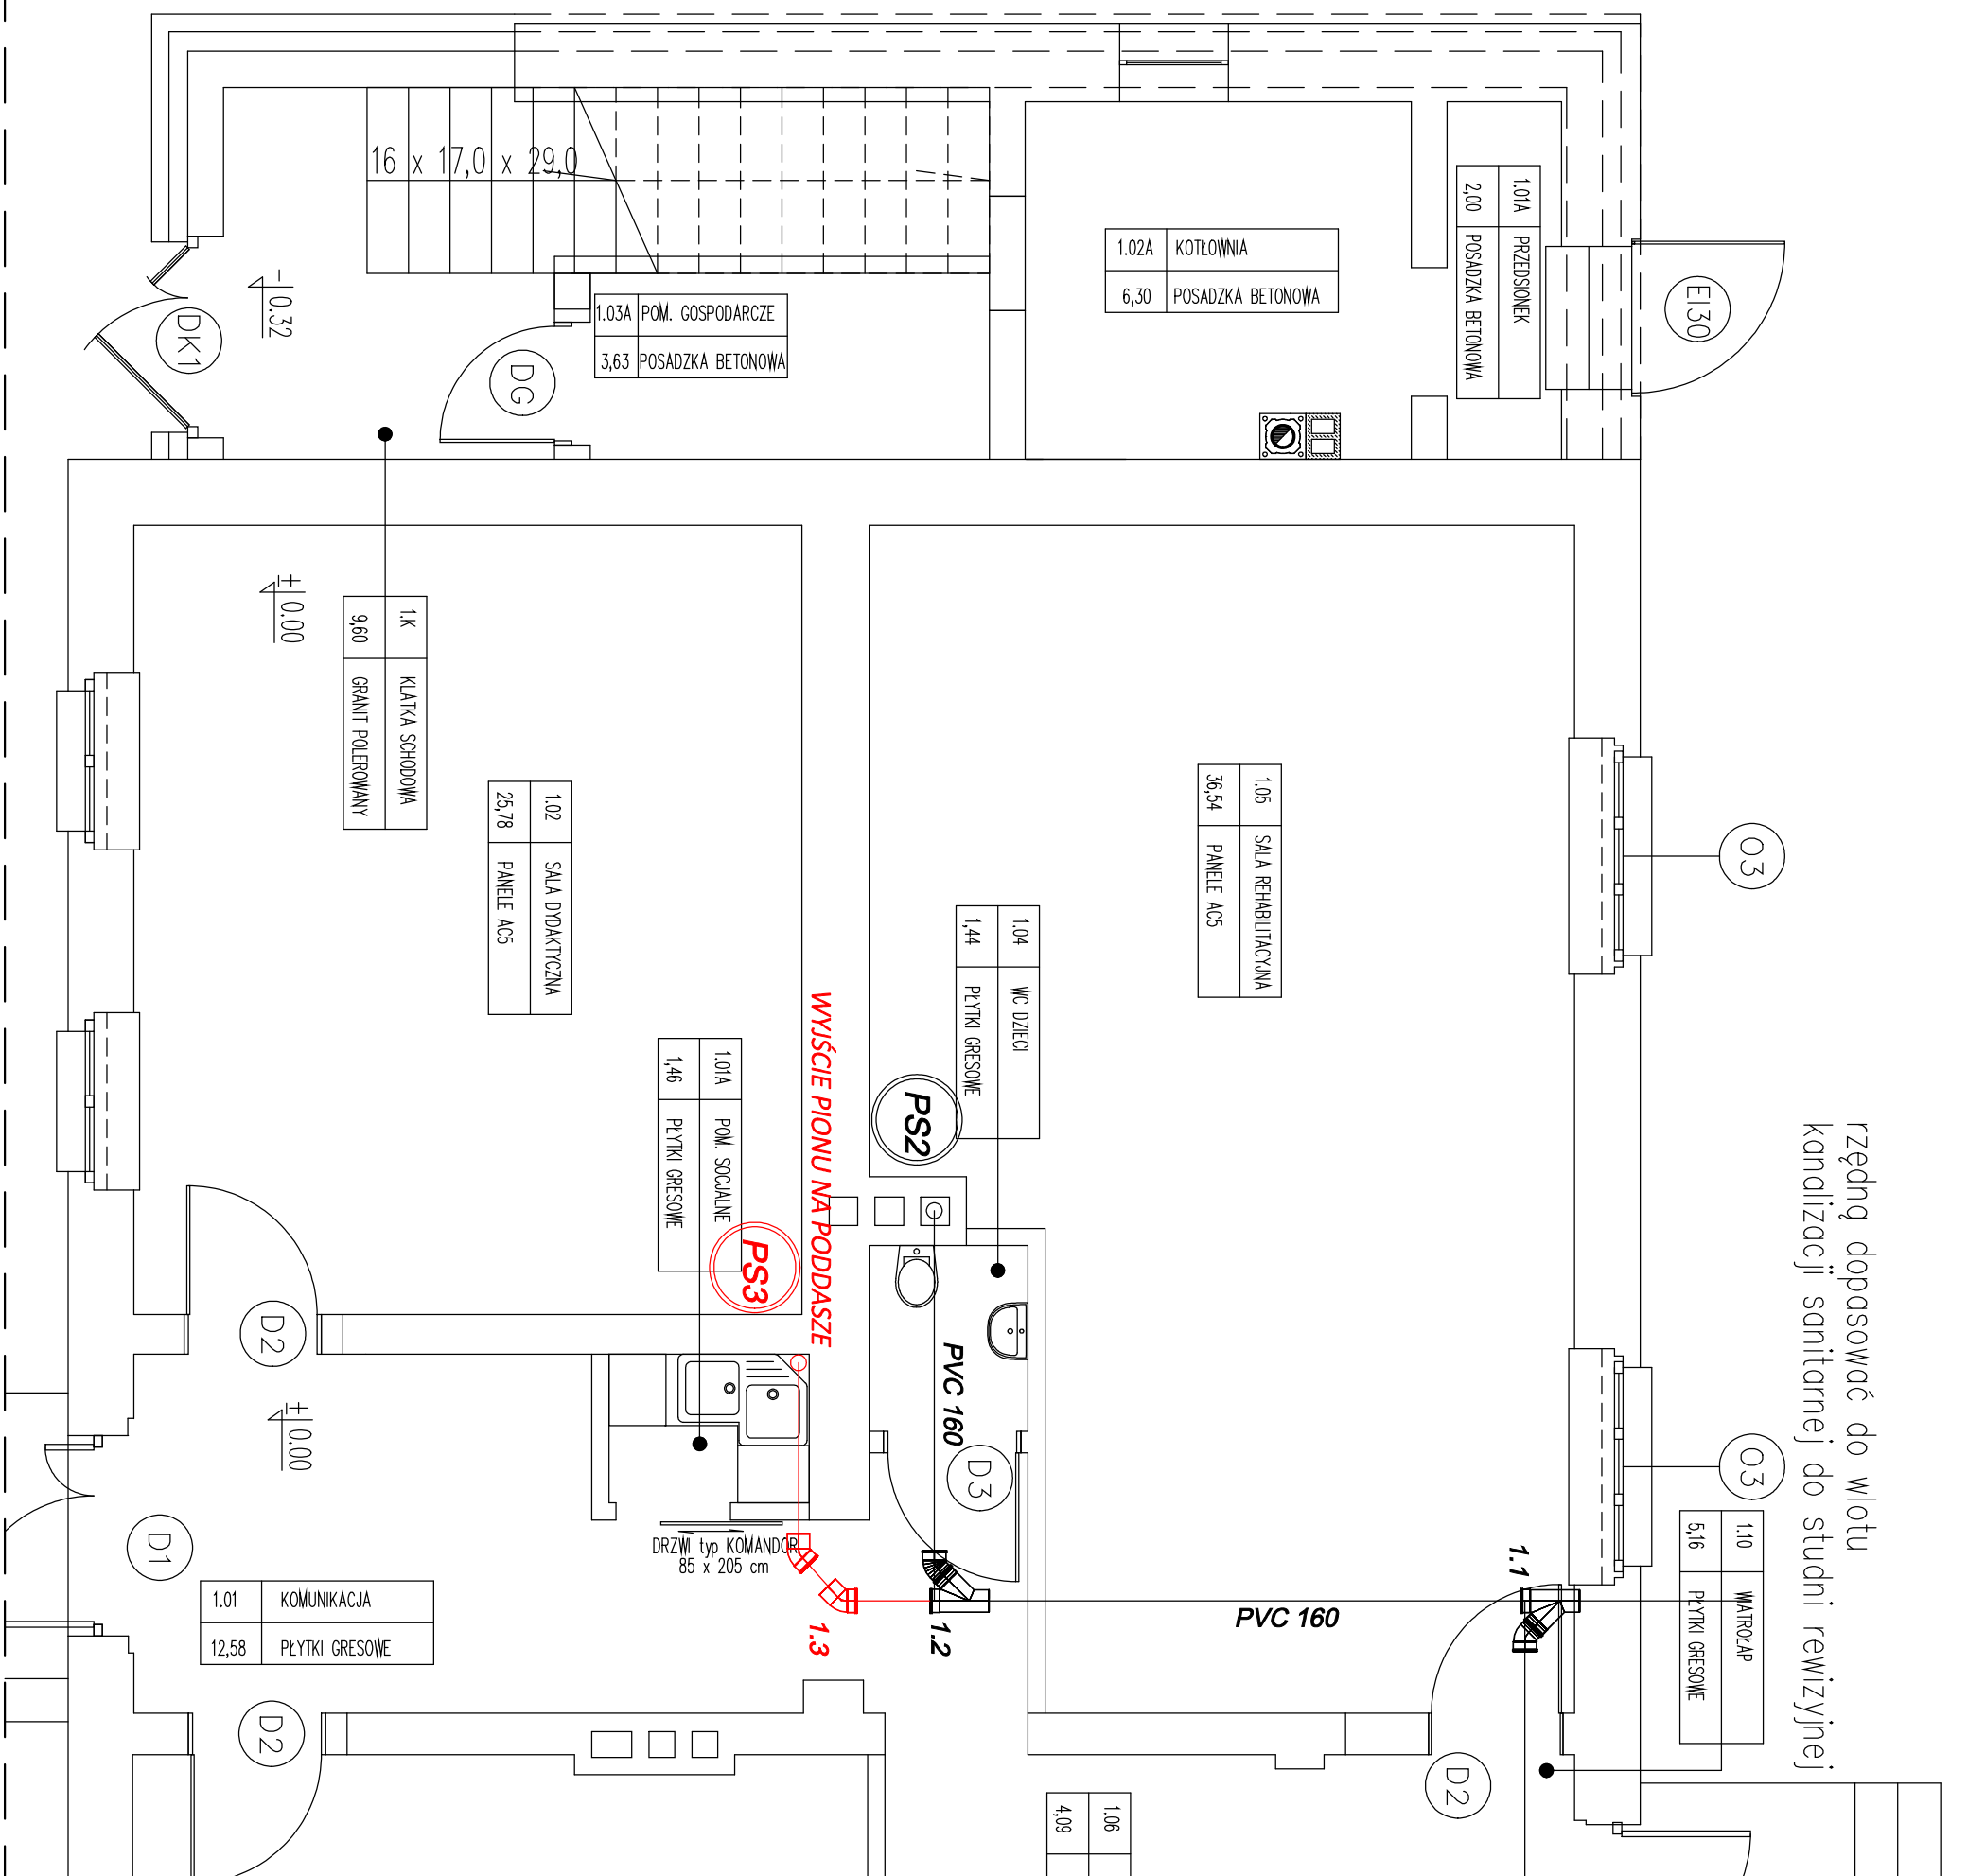 16 x 17,0 x 29,0
-0.32
DK1
DG
1.03A POM. GOSPODARCZE
3,63 POSADZKA BETONOWA
1.02A KOTŁOWNIA
6,30 POSADZKA BETONOWA
1.01A PRZEDSIONEK
2,00 POSADZKA BETONOWA
EI30
±0.00
1.K KLATKA SCHODOWA
9,60 GRANIT POLEROWANY
1.02 SALA DYDAKTYCZNA
25,78 PANELE AC5
1.05 SALA REHABILITACYJNA
36,54 PANELE AC5
O3
1.04 WC DZIECI
1,44 PŁYTKI GRESOWE
1.01A POM. SOCJALNE
1,46 PŁYTKI GRESOWE
WYJŚCIE PIONU NA PODDASZE
PS2
PS3
rzędną dopasować do wlotu
kanalizacji sanitarnej do studni rewizyjnej
D2
±0.00
PVC 160
D3
O3
D1
DRZWI typ KOMANDOR
85 x 205 cm
1.10 WIATROŁAP
5,16 PŁYTKI GRESOWE
1.1
1.2
1.3
PVC 160
1.01 KOMUNIKACJA
12,58 PŁYTKI GRESOWE
D2
D2
1.06
4,09